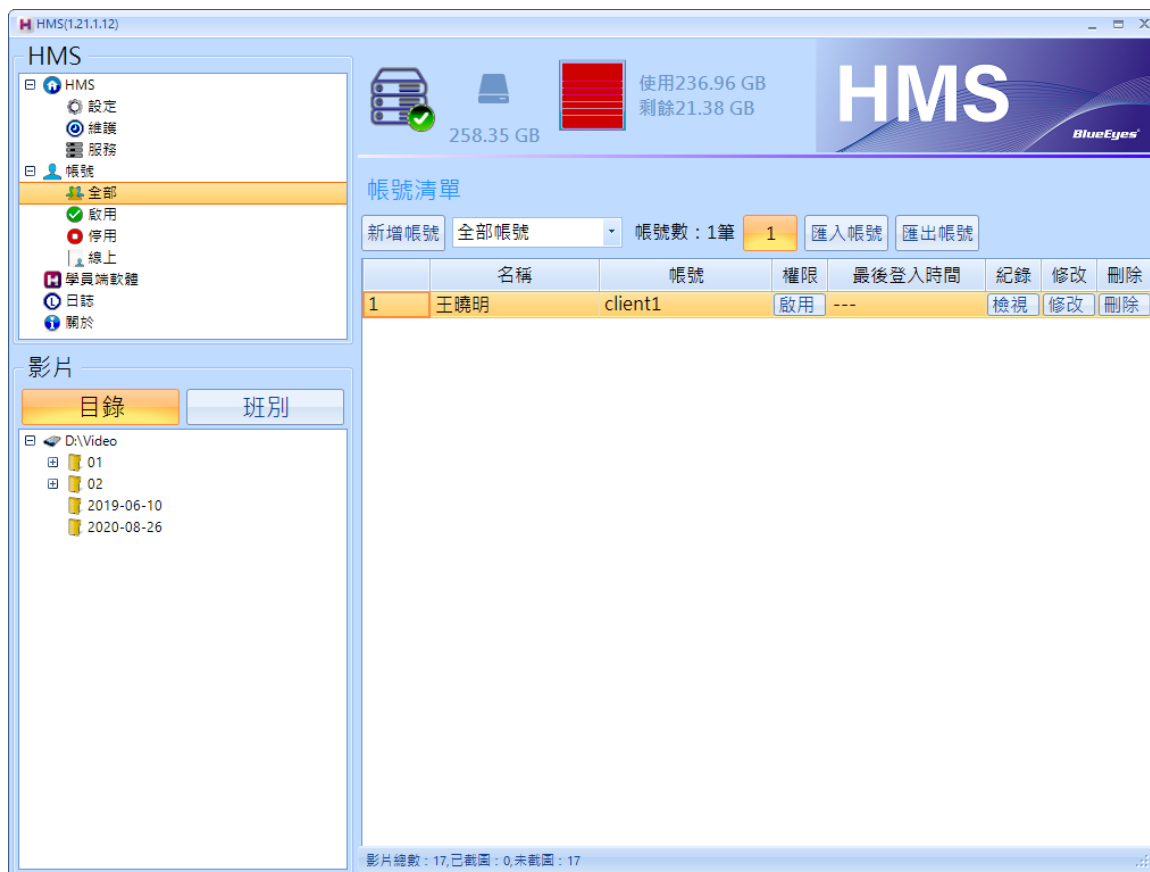 HMS(1.21.1.12)
HMS
HMS
設定
維護
服務
帳號
全部
啟用
停用
線上
學員端軟體
日誌
關於
影片
目錄 班別
D:\Video
01
02
2019-06-10
2020-08-26
258.35 GB
使用236.96 GB
剩餘21.38 GB
HMS
BlueEyes
帳號清單
新增帳號 全部帳號 帳號數：1筆 1 匯入帳號 匯出帳號
名稱 帳號 權限 最後登入時間 紀錄 修改 刪除
1 王曉明 client1 啟用 --- 檢視 修改 刪除
影片總數：17,已截圖：0,未截圖：17